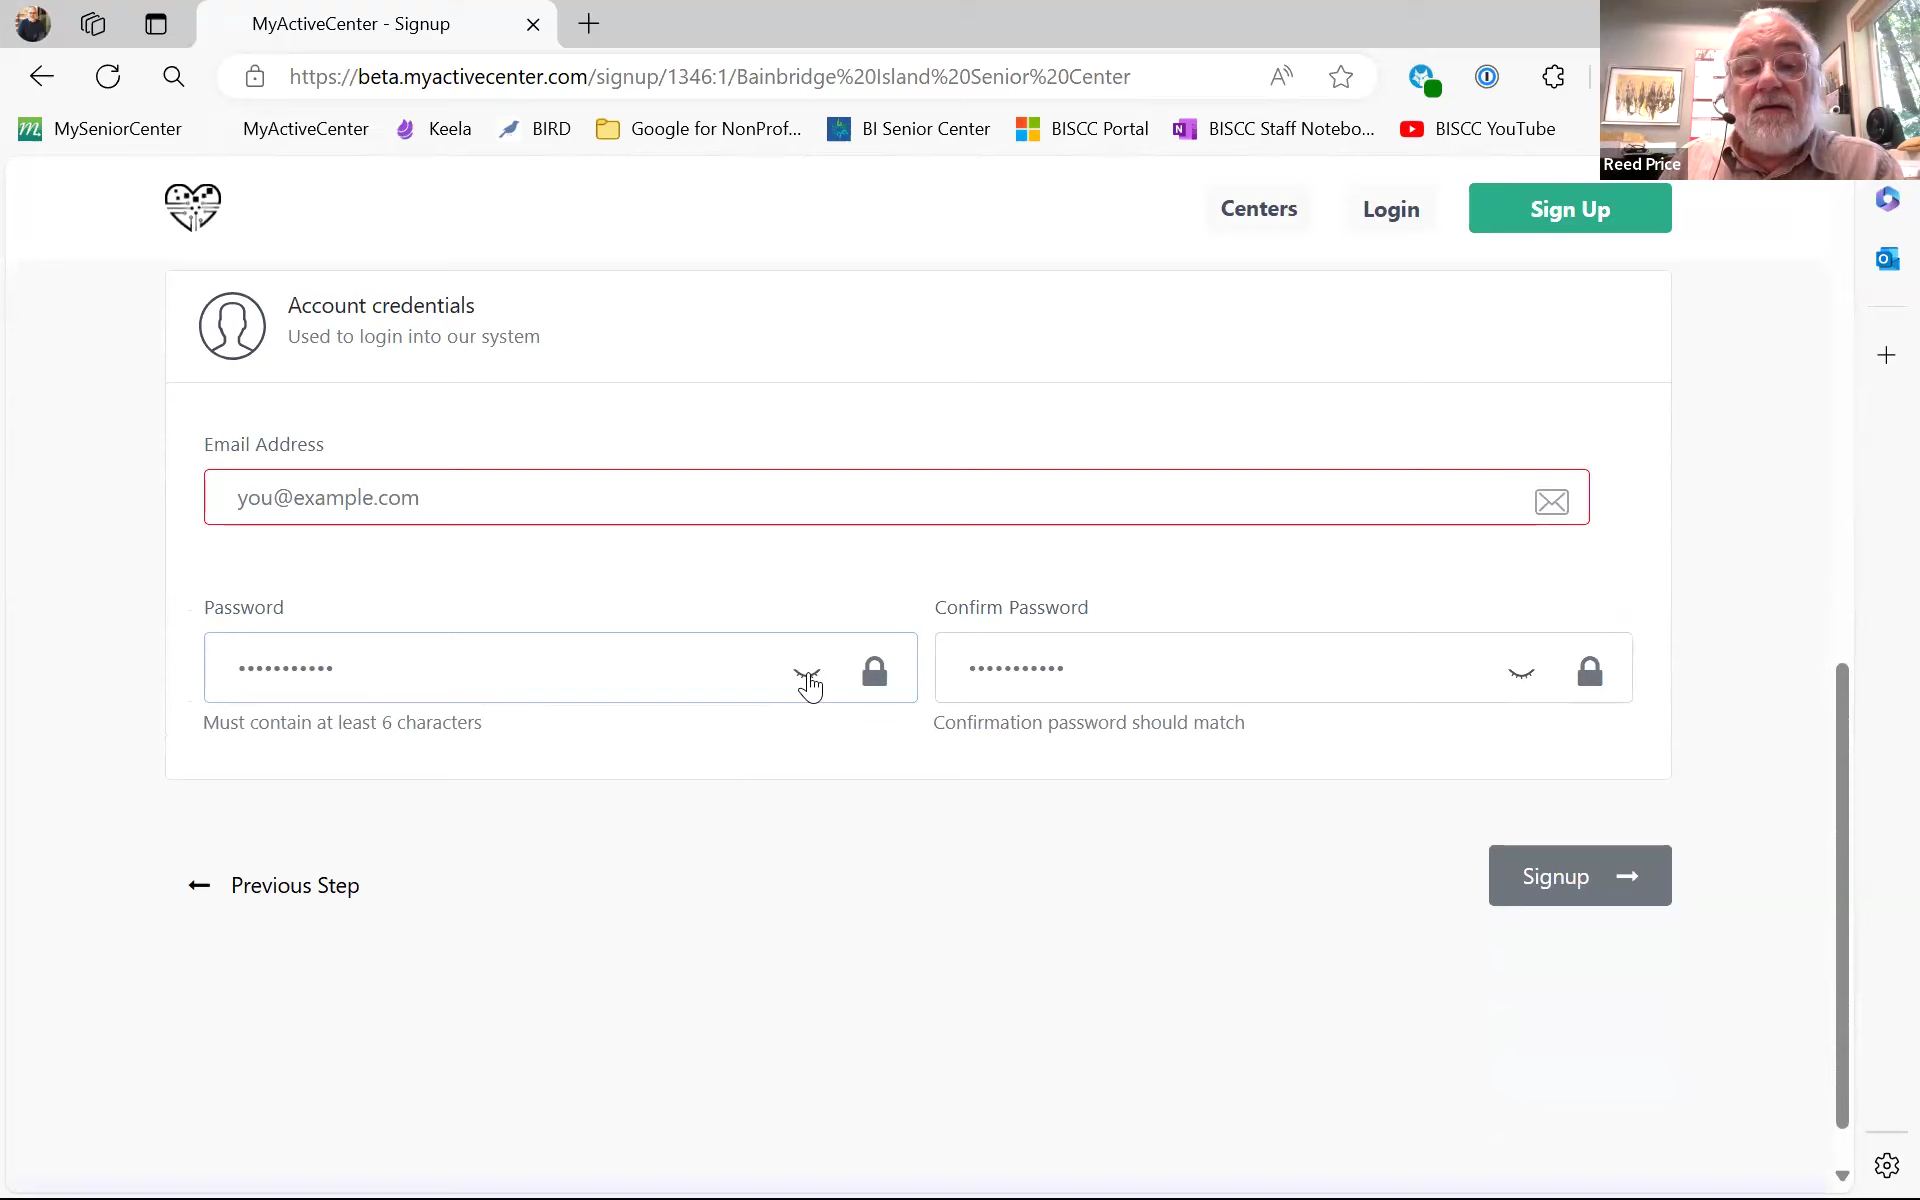 MyActiveCenter - Signup
https://beta.myactivecenter.com/signup/1346:1/Bainbridge%20Island%20Senior%20Center
MySeniorCenter MyActiveCenter Keela BIRD Google for NonProf... BI Senior Center BISCC Portal BISCC Staff Notebo... BISCC YouTube
Reed Price
Centers Login Sign Up
Account credentials
Used to login into our system
Email Address
you@example.com
Password Confirm Password
••••••••••• •••••••••••
Must contain at least 6 characters Confirmation password should match
Previous Step Signup